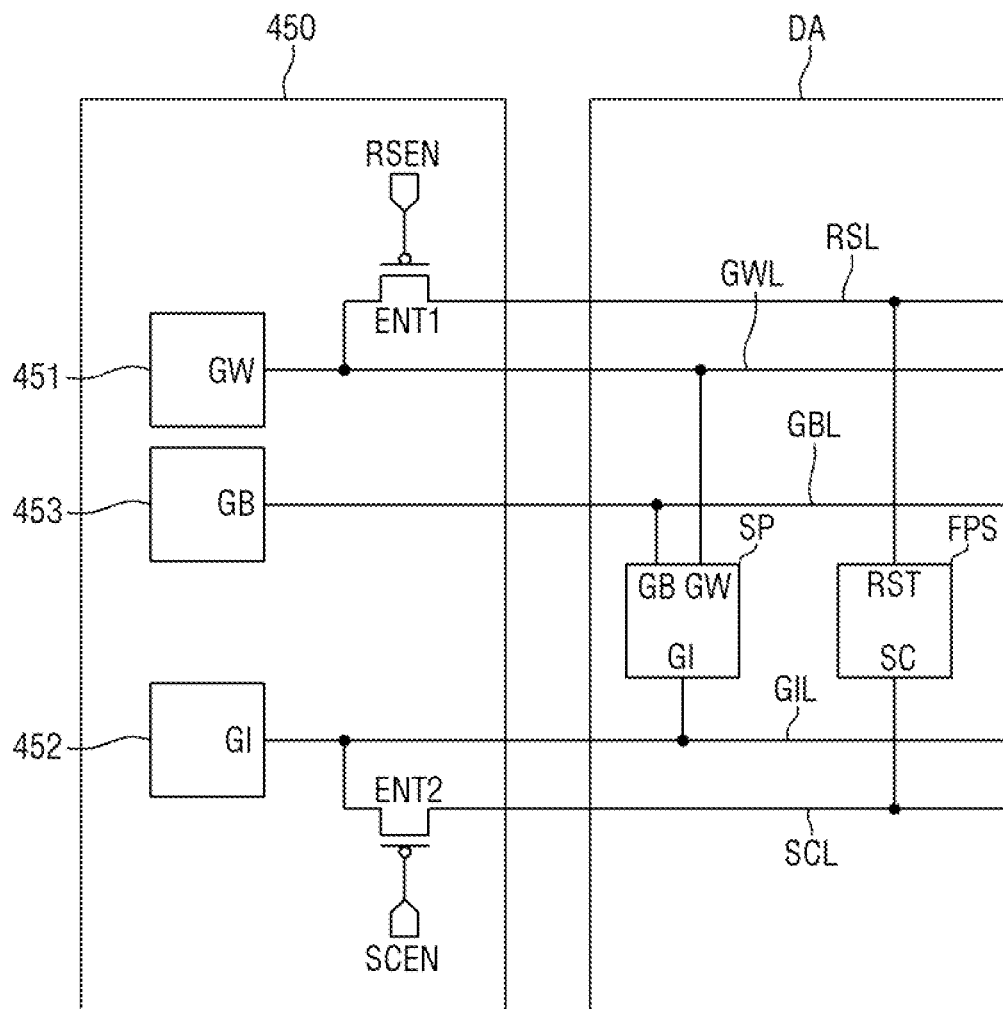 450
DA
RSEN
RSL
GWL
ENT1
451
GW
GBL
453
GB
SP
FPS
GB GW
RST
GI
SC
GIL
452
GI
ENT2
SCL
SCEN